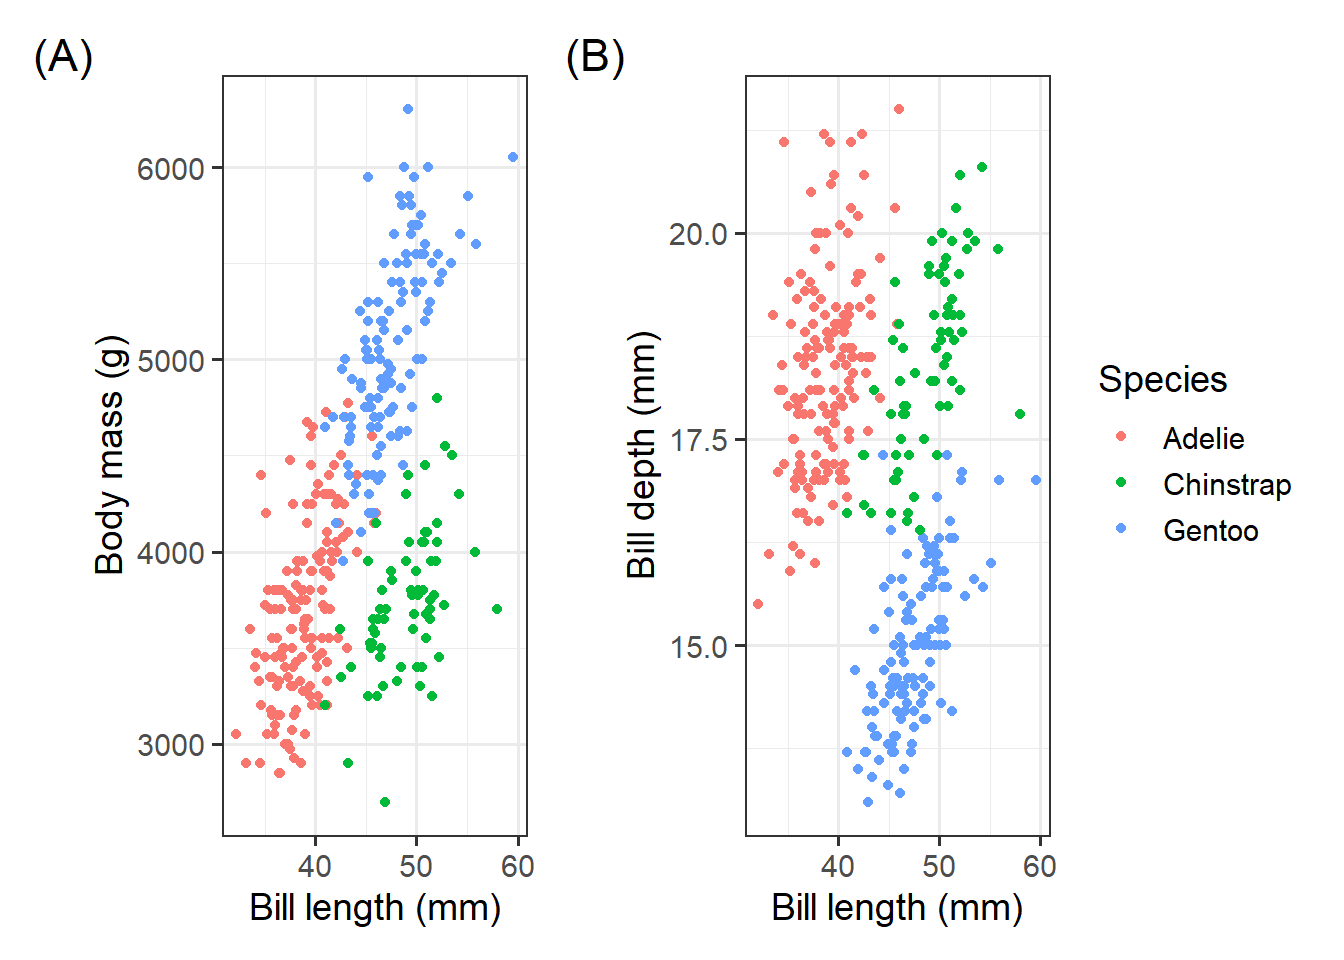 (A)
(B)
Body mass (g)
6000
5000
4000
3000
40 50 60
Bill length (mm)
Bill depth (mm)
20.0
17.5
15.0
40 50 60
Bill length (mm)
Species
Adelie
Chinstrap
Gentoo